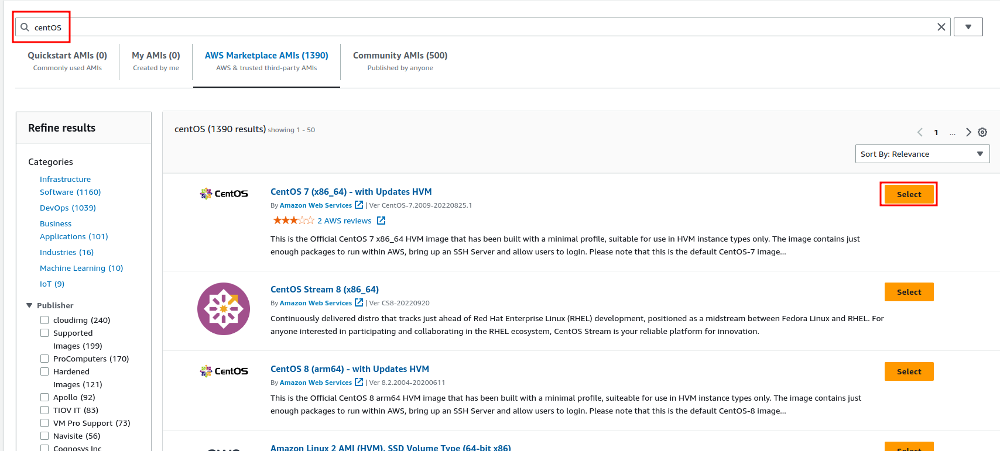 centOS
Quickstart AMIs (0)
Commonly used AMIs
My AMIs (0)
Created by me
AWS Marketplace AMIs (1390)
AWS & trusted third-party AMIs
Community AMIs (500)
Published by anyone
Refine results
Categories
Infrastructure
Software (1160)
DevOps (1039)
Business
Applications (101)
Industries (16)
Machine Learning (10)
IoT (9)
Publisher
cloudimg (240)
Supported
Images (199)
ProComputers (170)
Hardened
Images (121)
Apollo (92)
TIOV IT (83)
VM Pro Support (73)
Navisite (56)
Cognosys Inc
centOS (1390 results) showing 1 - 50
1 ...
Sort By: Relevance
CentOS
CentOS 7 (x86_64) - with Updates HVM
Select
By Amazon Web Services | Ver CentOS-7.2009-20220825.1
2 AWS reviews
This is the Official CentOS 7 x86_64 HVM image that has been built with a minimal profile, suitable for use in HVM instance types only. The image contains just
enough packages to run within AWS, bring up an SSH Server and allow users to login. Please note that this is the default CentOS-7 image...
CentOS Stream 8 (x86_64)
Select
By Amazon Web Services | Ver CS8-20220920
Continuously delivered distro that tracks just ahead of Red Hat Enterprise Linux (RHEL) development, positioned as a midstream between Fedora Linux and RHEL. For
anyone interested in participating and collaborating in the RHEL ecosystem, CentOS Stream is your reliable platform for innovation.
CentOS
CentOS 8 (arm64) - with Updates HVM
Select
By Amazon Web Services | Ver 8.2.2004-20200611
This is the Official CentOS 8 arm64 HVM image that has been built with a minimal profile, suiteable for use in HVM instance types only. The image contains just
enough packages to run within AWS, bring up an SSH Server and allow users to login. Please note that this is the default CentOS-8 image...
aws
Amazon Linux 2 AMI (HVM), SSD Volume Type (64-bit x86)
Select